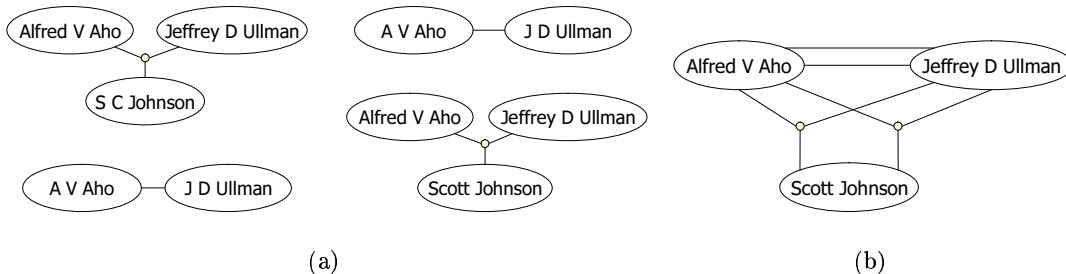 Alfred V Aho Jeffrey D Ullman
S C Johnson
A V Aho J D Ullman
A V Aho J D Ullman
Alfred V Aho Jeffrey D Ullman
Scott Johnson
(a)
Alfred V Aho Jeffrey D Ullman
Scott Johnson
(b)